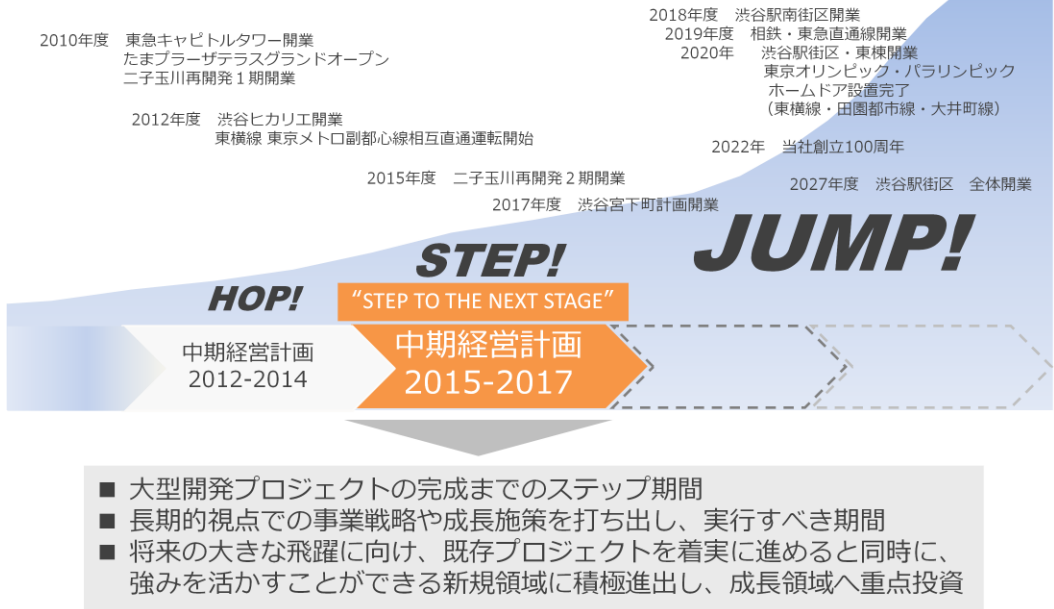 2010年度　東急キャピトルタワー開業
たまプラーザテラスグランドオープン
二子玉川再開発１期開業
2012年度　渋谷ヒカリエ開業
東横線 東京メトロ副都心線相互直通運転開始
2015年度　二子玉川再開発２期開業
2017年度　渋谷宮下町計画開業
2018年度　渋谷駅南街区開業
2019年度　相鉄・東急直通線開業
2020年　渋谷駅街区・東棟開業
東京オリンピック・パラリンピック
ホームドア設置完了
（東横線・田園都市線・大井町線）
2022年　当社創立100周年
2027年度　渋谷駅街区　全体開業
HOP!
STEP!
JUMP!
“STEP TO THE NEXT STAGE”
中期経営計画
2012-2014
中期経営計画
2015-2017
■ 大型開発プロジェクトの完成までのステップ期間
■ 長期的視点での事業戦略や成長施策を打ち出し、実行すべき期間
■ 将来の大きな飛躍に向け、既存プロジェクトを着実に進めると同時に、
強みを活かすことができる新規領域に積極進出し、成長領域へ重点投資